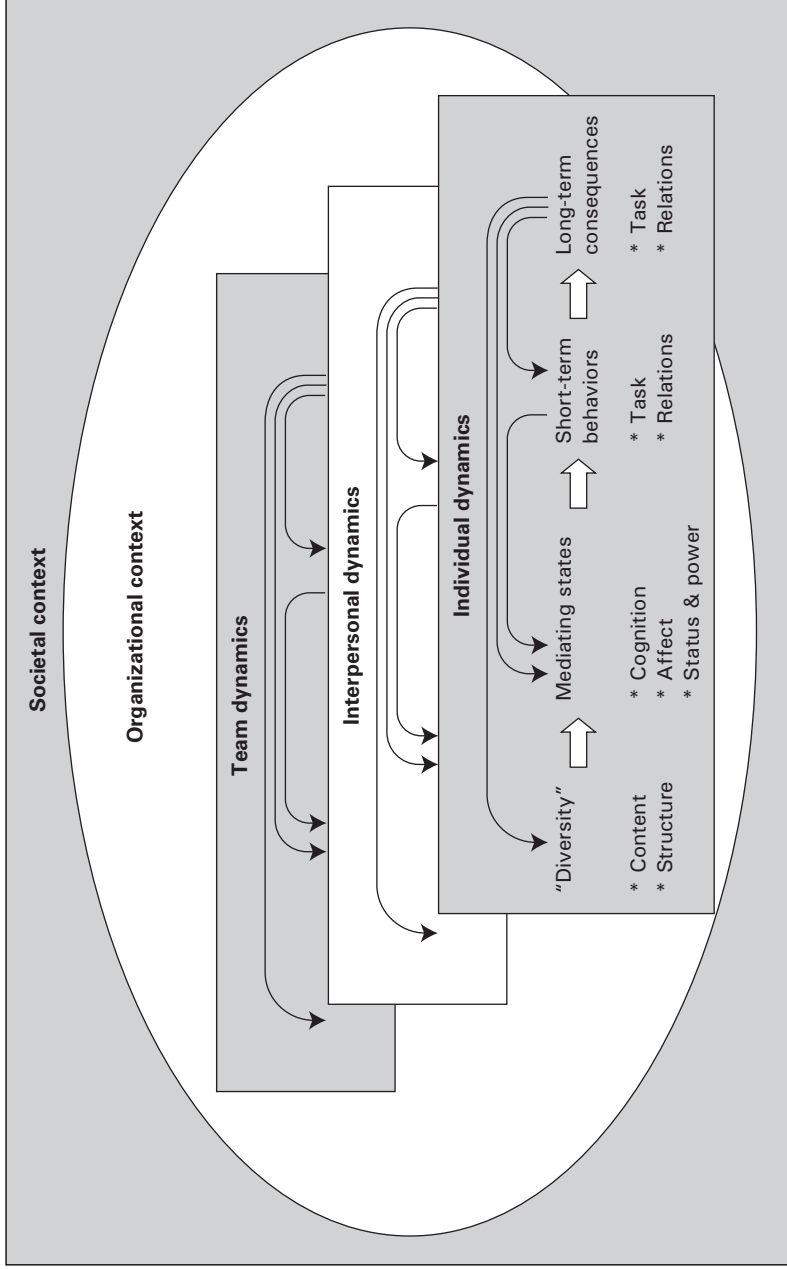 Societal context
Organizational context
Team dynamics
Interpersonal dynamics
Individual dynamics
“Diversity”
* Content
* Structure
Mediating states
* Cognition
* Affect
* Status & power
Short-term
behaviors
* Task
* Relations
Long-term
consequences
* Task
* Relations